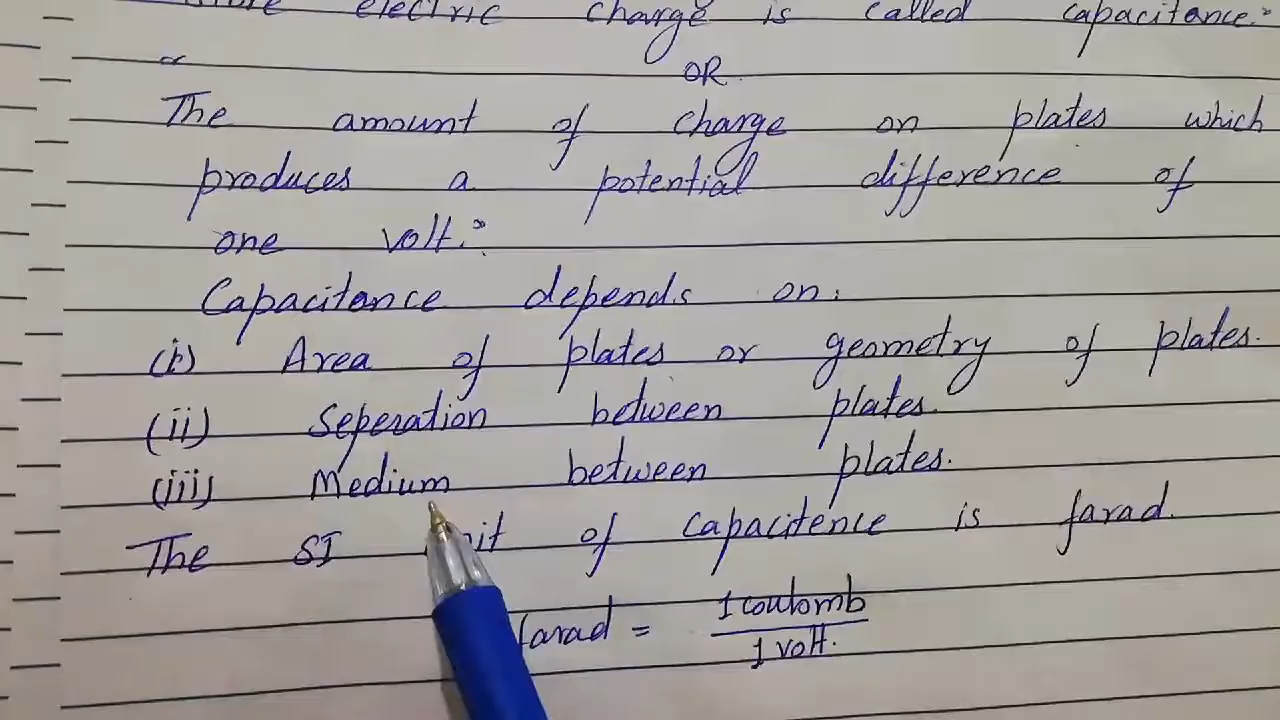 electric charge is called capacitance."
OR
The amount of charge on plates which
produces a potential difference of
one volt."
Capacitance depends on:
(i) Area of plates or geometry of plates.
(ii) Seperation between plates.
(iii) Medium between plates.
The SI of capacitence is farad.
farad = 1 coulomb
1 volt.